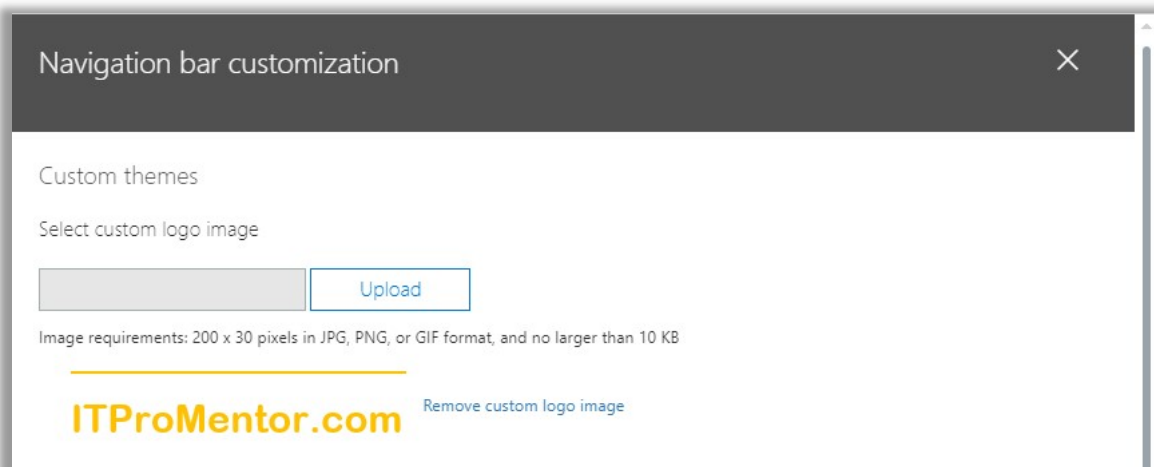 Navigation bar customization
Custom themes
Select custom logo image
Upload
Image requirements: 200 x 30 pixels in JPG, PNG, or GIF format, and no larger than 10 KB
ITProMentor.com
Remove custom logo image